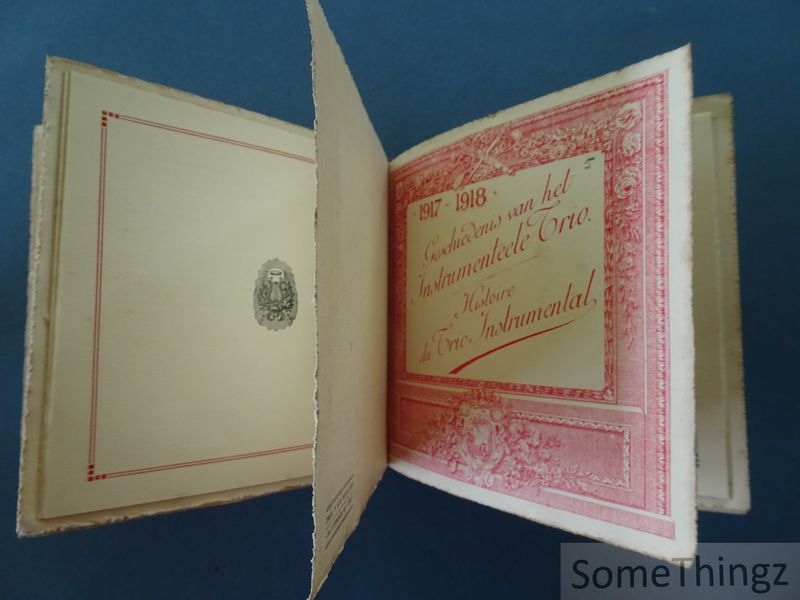 5
1917 - 1918.
Geschiedenis van het
Instrumenteele Trio.
Histoire
du Trio Instrumental
SomeThingz